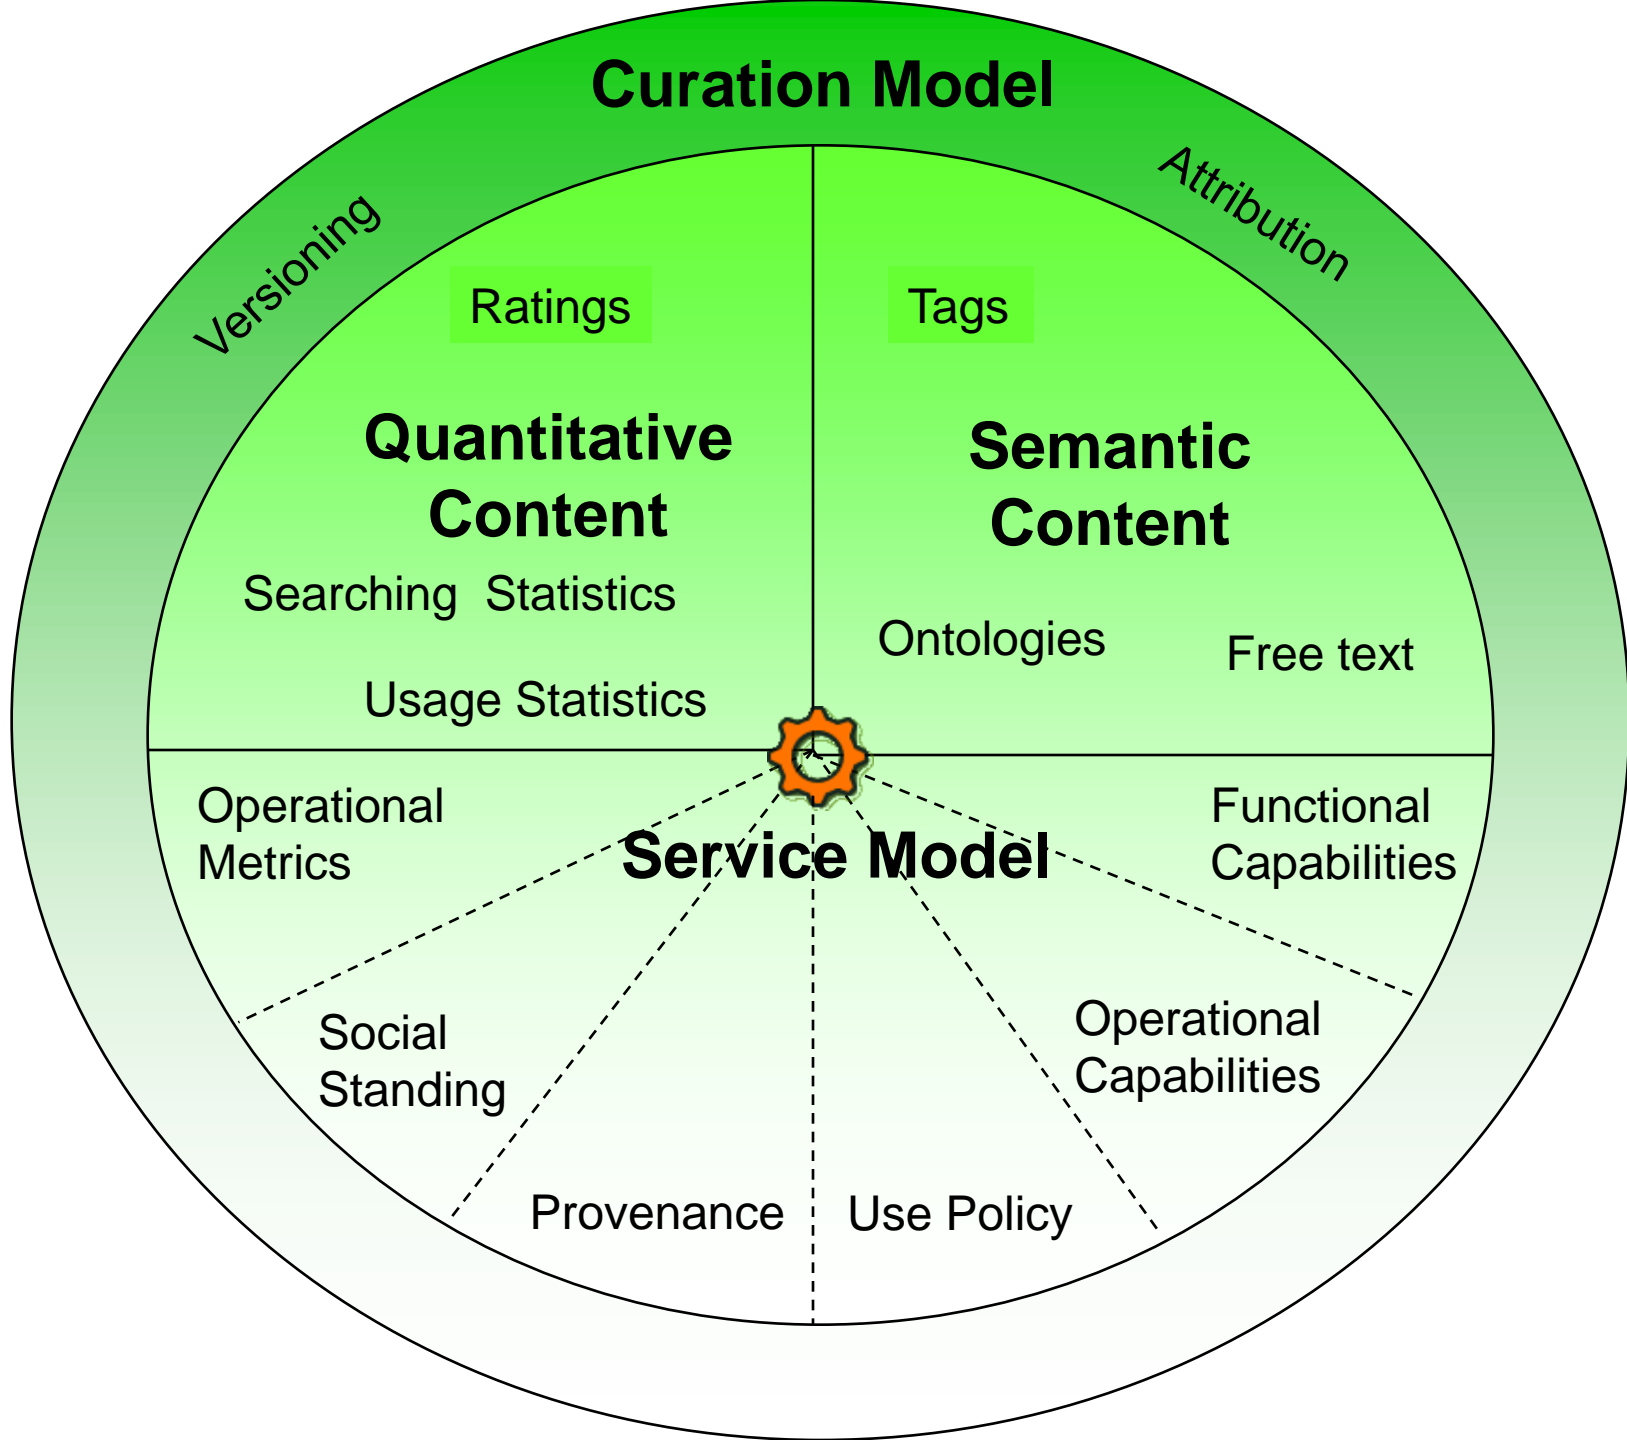 Curation Model
Versioning
Attribution
Ratings
Tags
Quantitative
Content
Semantic
Content
Searching Statistics
Usage Statistics
Ontologies
Free text
Operational
Metrics
Service Model
Functional
Capabilities
Social
Standing
Operational
Capabilities
Provenance
Use Policy